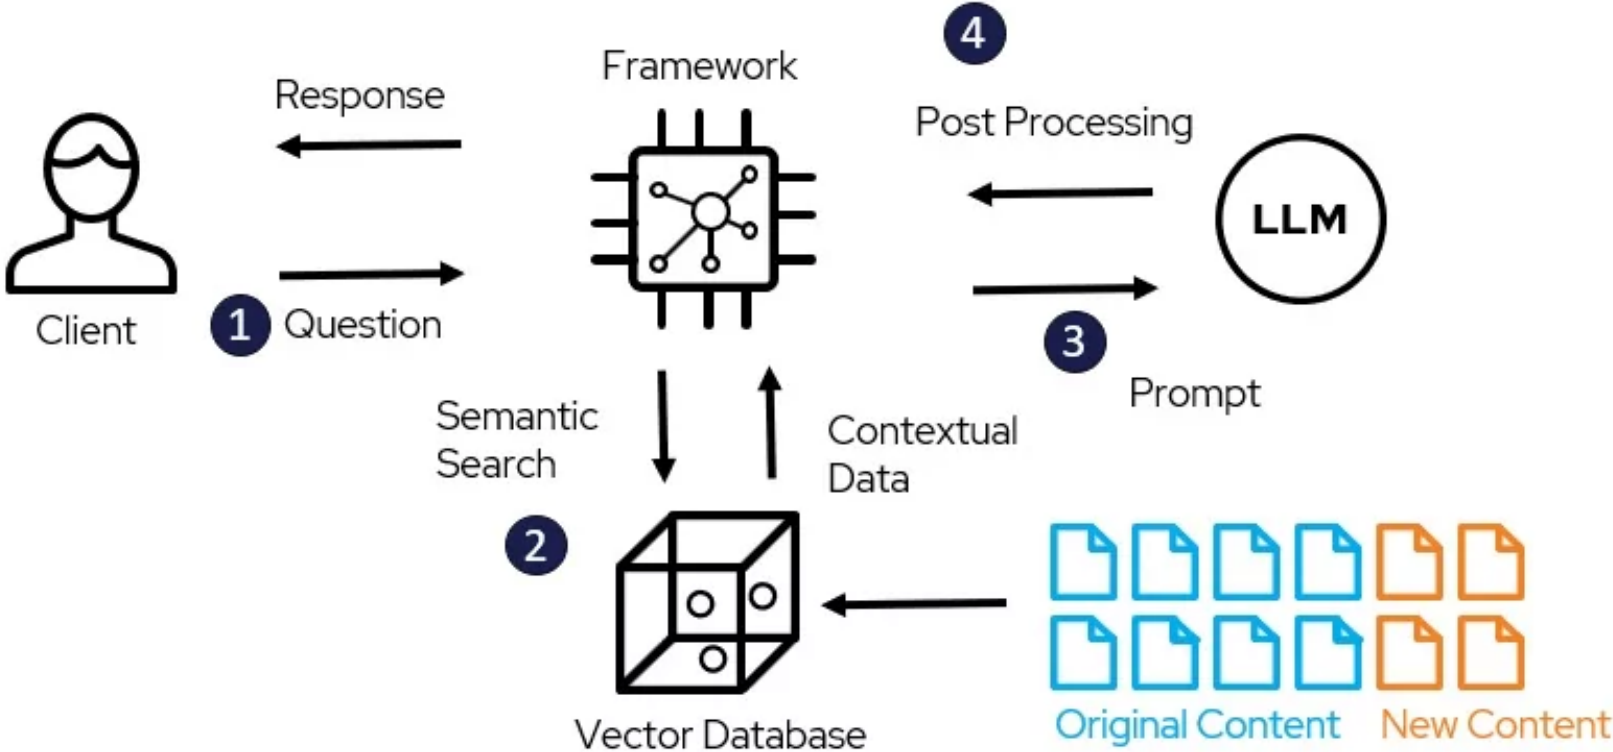 4
Framework
Response
Post Processing
LLM
1 Question
Client
3
Prompt
Semantic
Search
Contextual
Data
2
Original Content
New Content
Vector Database